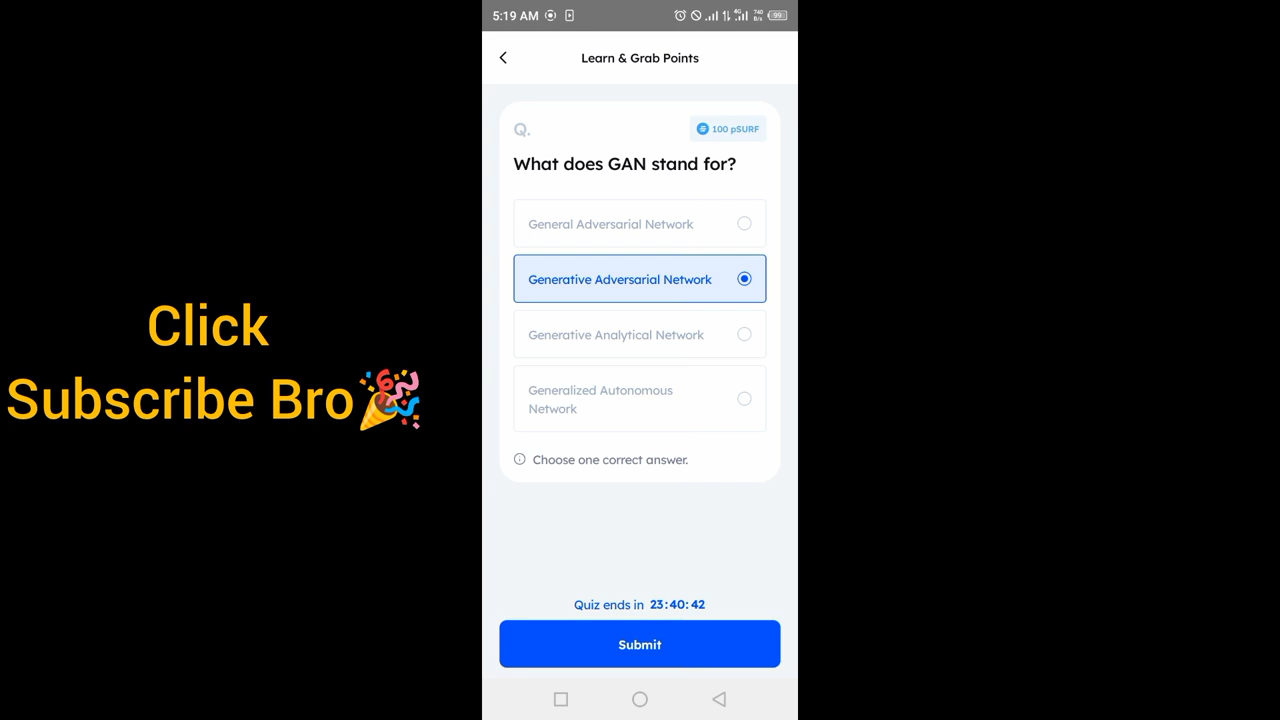 5:19 AM
740
B/s
99
Learn & Grab Points
Q.
100 pSURF
What does GAN stand for?
General Adversarial Network
Generative Adversarial Network
Generative Analytical Network
Generalized Autonomous
Network
Choose one correct answer.
Quiz ends in 23:40:42
Submit
Click
Subscribe Bro🎉